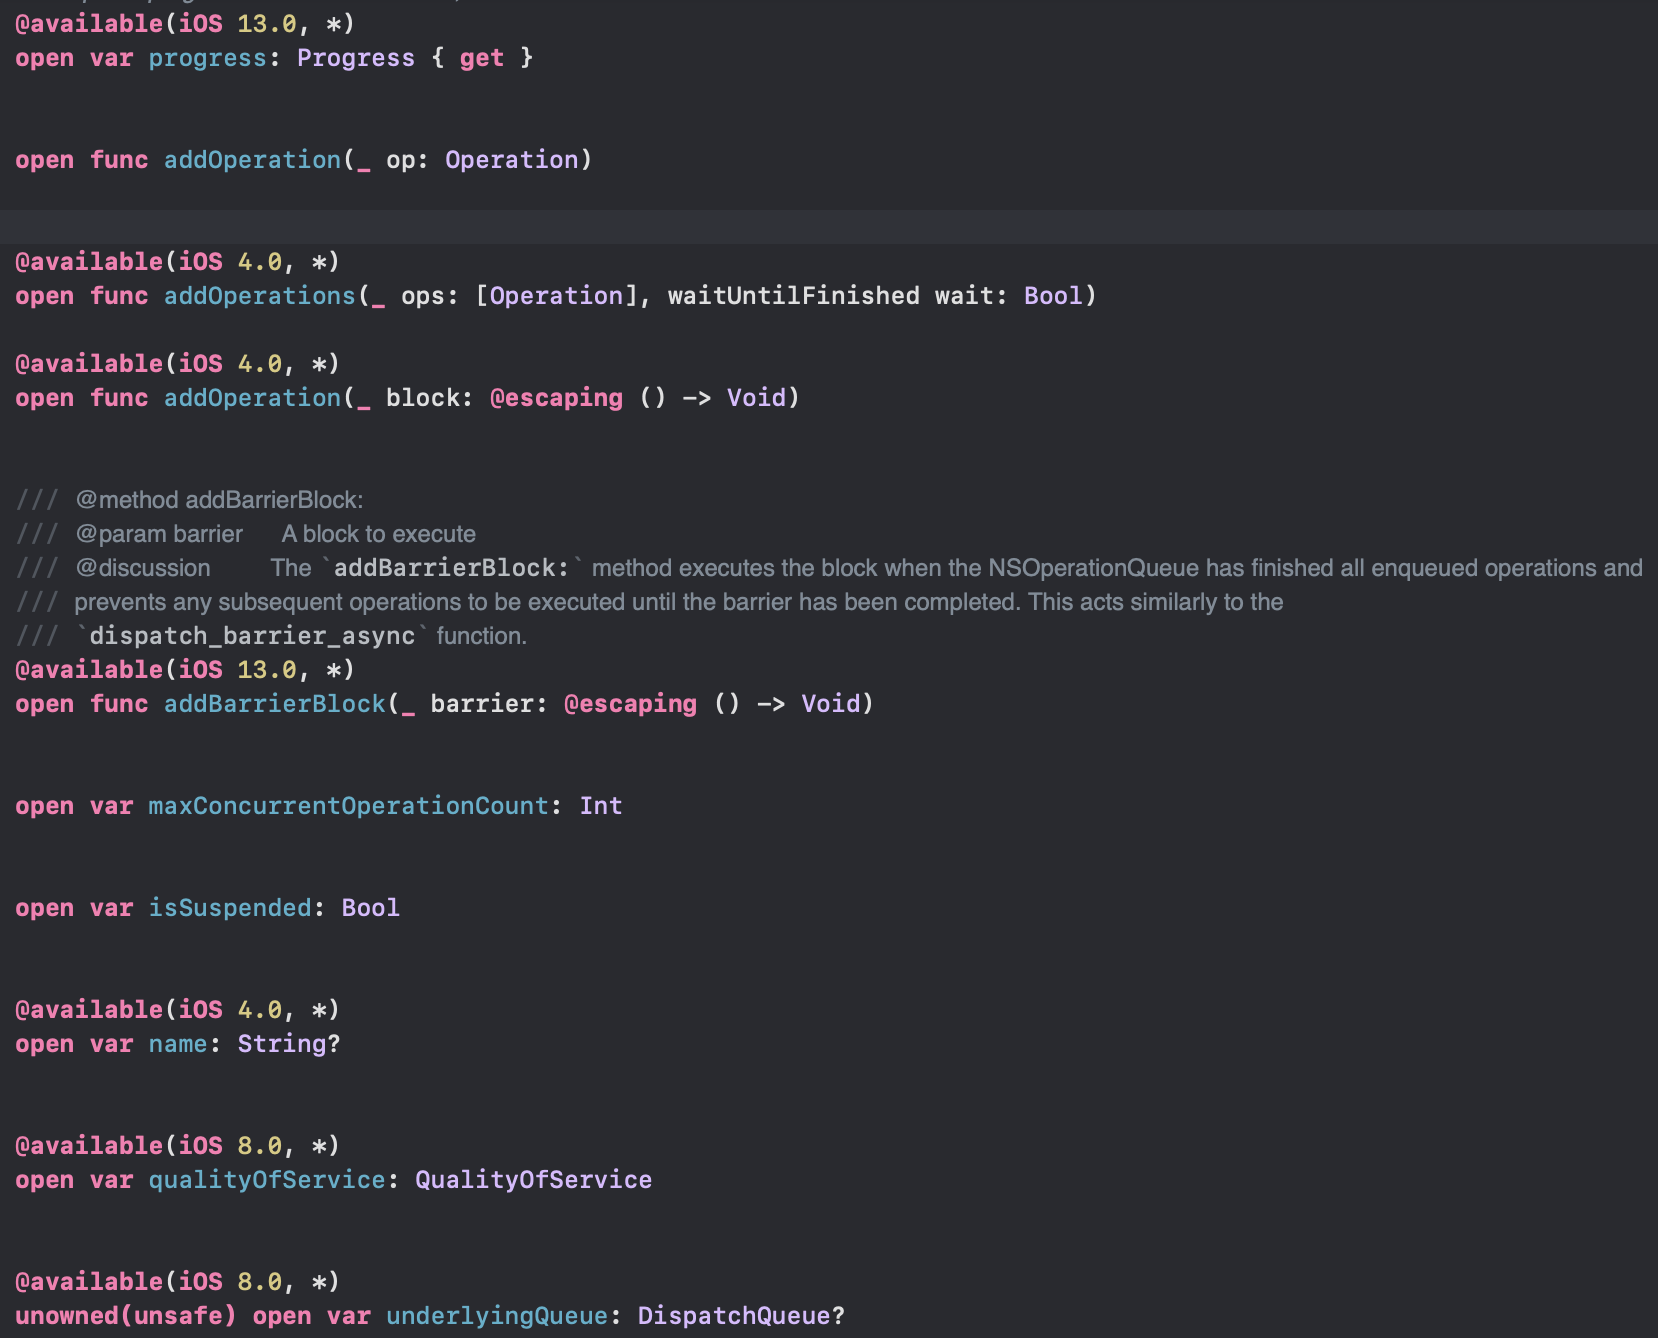 @available(iOS 13.0, *)
open var progress: Progress { get }
open func addOperation(_ op: Operation)
@available(iOS 4.0, *)
open func addOperations(_ ops: [Operation], waitUntilFinished wait: Bool)
@available(iOS 4.0, *)
open func addOperation(_ block: @escaping () -> Void)
/// @method addBarrierBlock:
/// @param barrier A block to execute
/// @discussion The `addBarrierBlock:` method executes the block when the NSOperationQueue has finished all enqueued operations and
/// prevents any subsequent operations to be executed until the barrier has been completed. This acts similarly to the
/// `dispatch_barrier_async` function.
@available(iOS 13.0, *)
open func addBarrierBlock(_ barrier: @escaping () -> Void)
open var maxConcurrentOperationCount: Int
open var isSuspended: Bool
@available(iOS 4.0, *)
open var name: String?
@available(iOS 8.0, *)
open var qualityOfService: QualityOfService
@available(iOS 8.0, *)
unowned(unsafe) open var underlyingQueue: DispatchQueue?